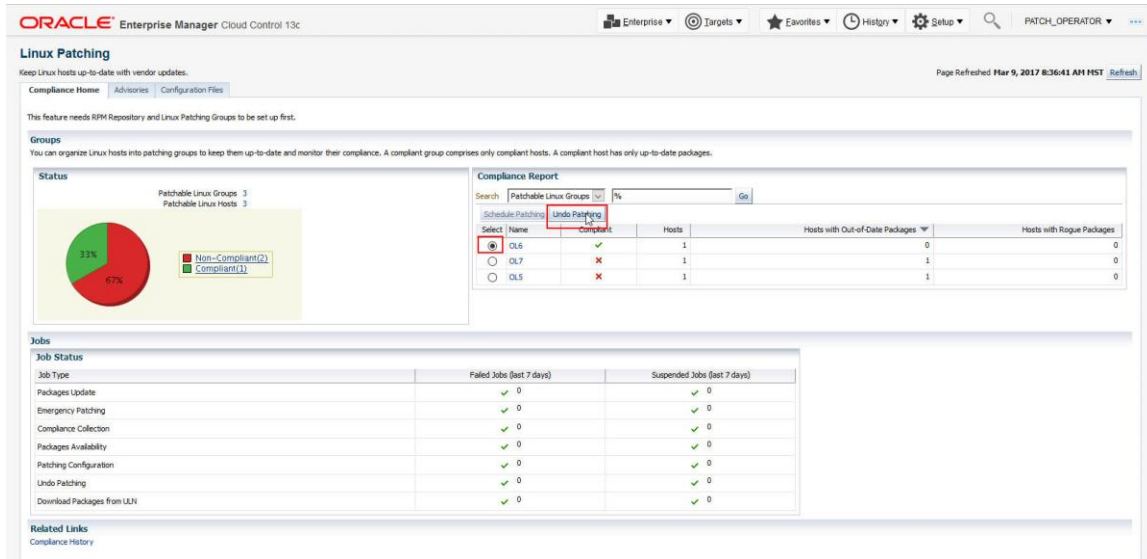 ORACLE Enterprise Manager Cloud Control 13c
Enterprise Targets Favorites History Setup PATCH_OPERATOR
Linux Patching
Keep Linux hosts up-to-date with vendor updates.
Page Refreshed Mar 9, 2017 8:36:41 AM MST Refresh
Compliance Home Advisories Configuration Files
This feature needs RPM Repository and Linux Patching Groups to be set up first.
Groups
You can organize Linux hosts into patching groups to keep them up-to-date and monitor their compliance. A compliant group comprises only compliant hosts. A compliant host has only up-to-date packages.
Status
Patchable Linux Groups 3
Patchable Linux Hosts 3
33%
67%
Non-Compliant(2)
Compliant(1)
Compliance Report
Search Patchable Linux Groups % Go
Schedule Patching Undo Patching
Select Name Compliant Hosts Hosts with Out-of-Date Packages Hosts with Rogue Packages
OL6 1 0 0
OL7 1 1 0
OL5 1 1 0
Jobs
Job Status
Job Type Failed Jobs (last 7 days) Suspended Jobs (last 7 days)
Packages Update 0 0
Emergency Patching 0 0
Compliance Collection 0 0
Packages Availability 0 0
Patching Configuration 0 0
Undo Patching 0 0
Download Packages from ULN 0 0
Related Links
Compliance History